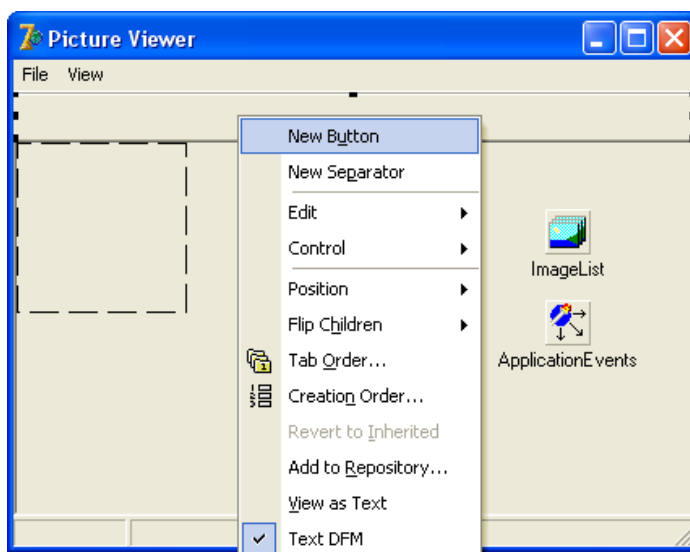 Picture Viewer
File View
New Button
New Separator
Edit
Control
Position
Flip Children
Tab Order...
Creation Order...
Revert to Inherited
Add to Repository...
View as Text
Text DFM
ImageList
ApplicationEvents